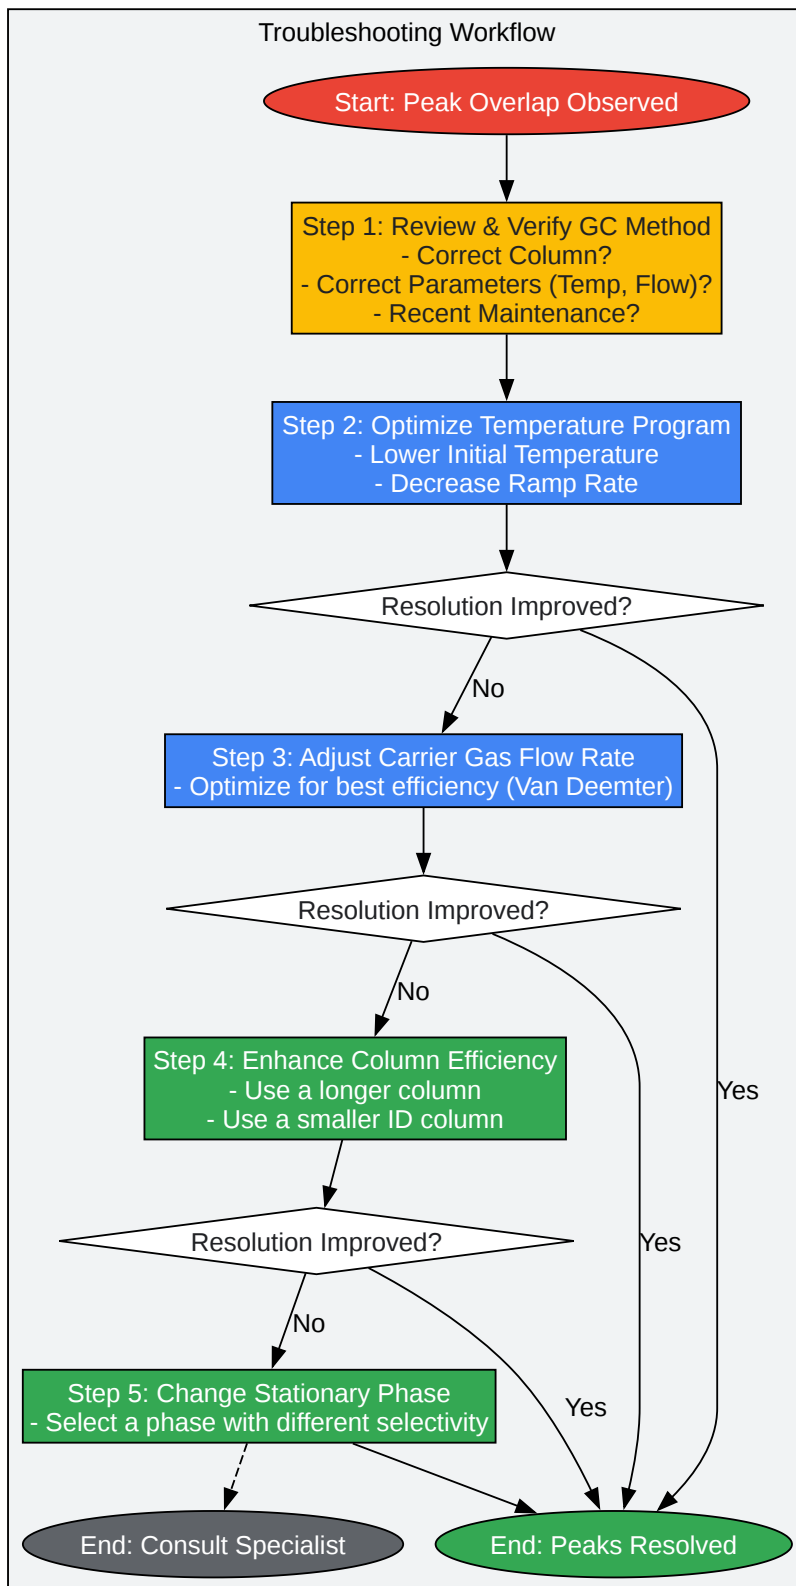 Troubleshooting Workflow
Start: Peak Overlap Observed
Step 1: Review & Verify GC Method
- Correct Column?
- Correct Parameters (Temp, Flow)?
- Recent Maintenance?
Step 2: Optimize Temperature Program
- Lower Initial Temperature
- Decrease Ramp Rate
Resolution Improved?
No
Step 3: Adjust Carrier Gas Flow Rate
- Optimize for best efficiency (Van Deemter)
Resolution Improved?
No
Step 4: Enhance Column Efficiency
- Use a longer column
- Use a smaller ID column
Yes
Resolution Improved?
Yes
No
Step 5: Change Stationary Phase
- Select a phase with different selectivity
Yes
End: Consult Specialist
End: Peaks Resolved